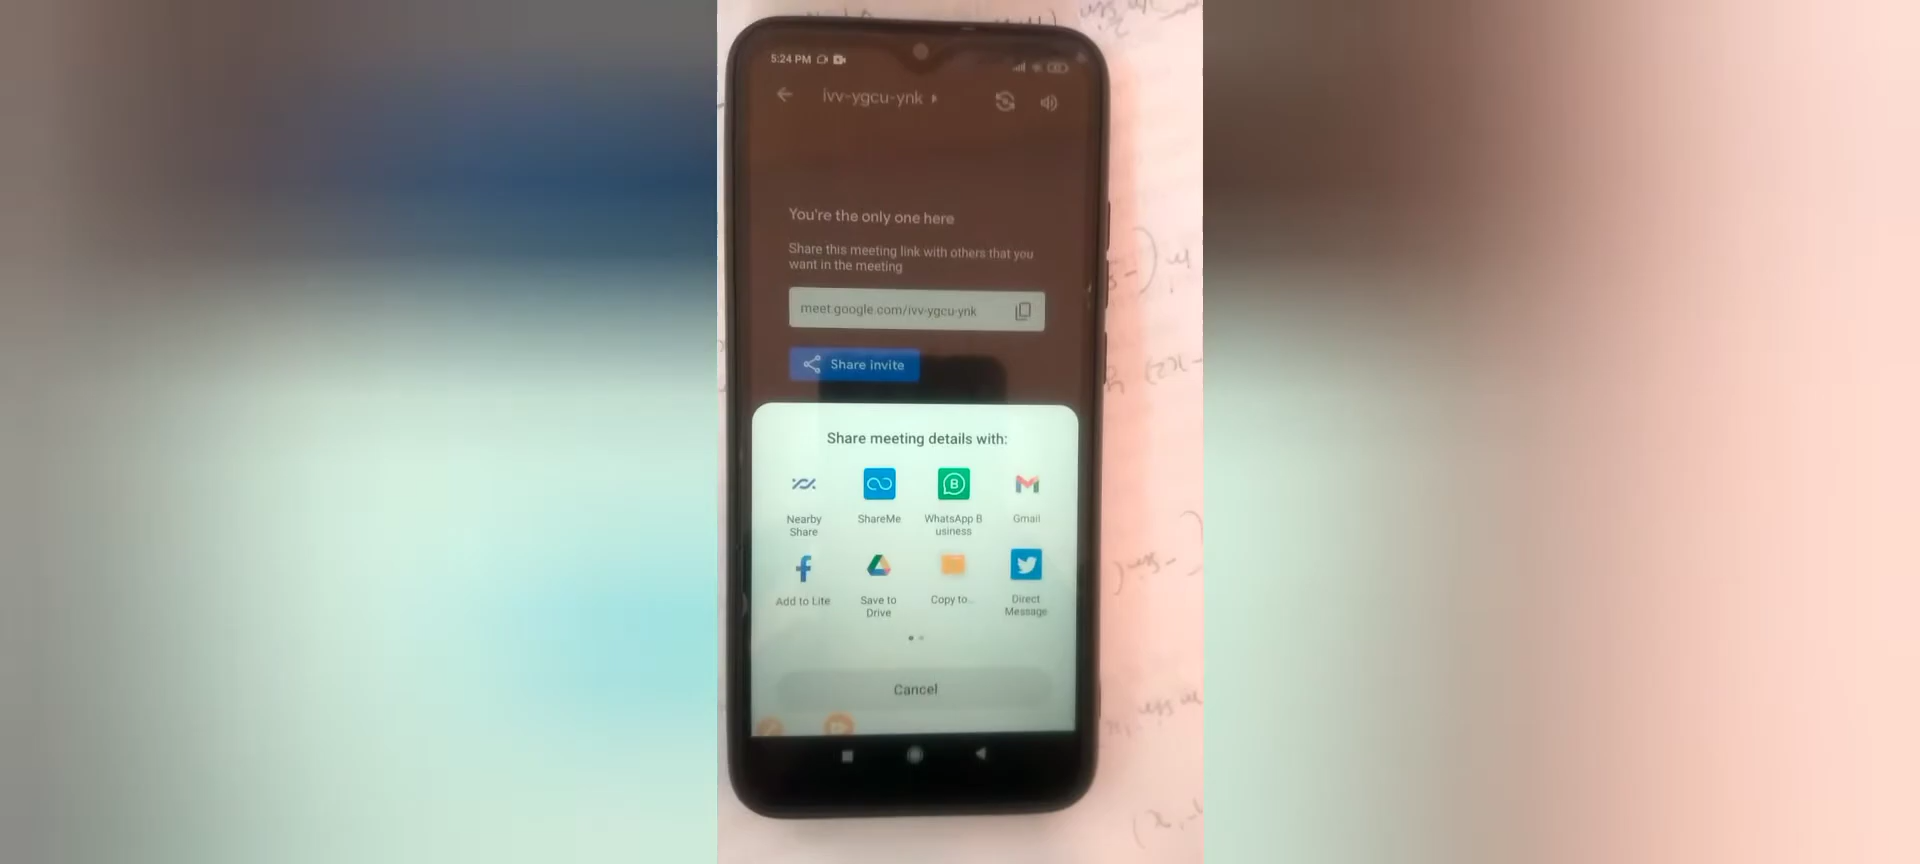 5:24 PM
ivv-ygcu-ynk
You're the only one here
Share this meeting link with others that you
want in the meeting
meet.google.com/ivv-ygcu-ynk
Share invite
Share meeting details with:
Nearby
Share
ShareMe
WhatsApp B
usiness
Gmail
Add to Lite
Save to
Drive
Copy to...
Direct
Message
Cancel